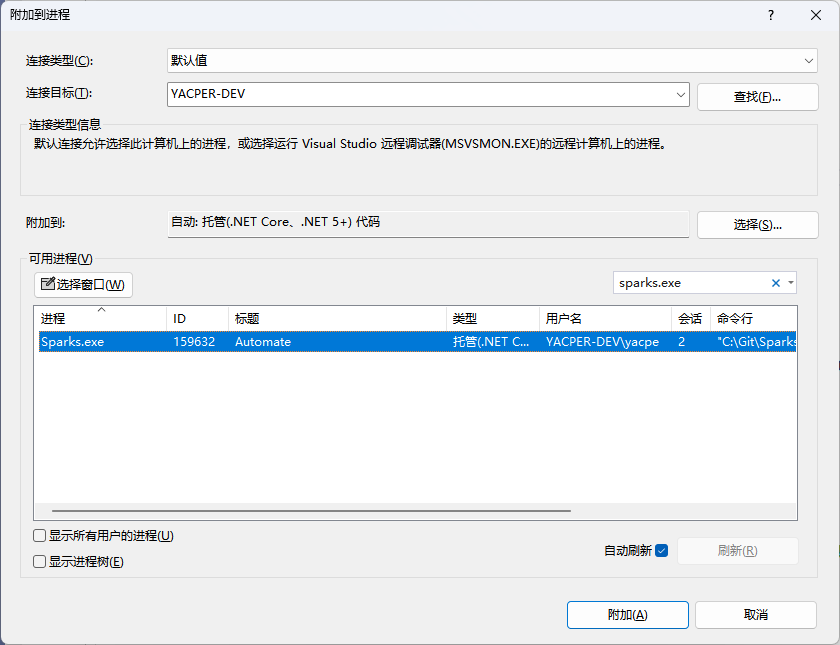 附加到进程
?
连接类型(C):
默认值
连接目标(T):
YACPER-DEV
查找(F)...
连接类型信息
默认连接允许选择此计算机上的进程，或选择运行 Visual Studio 远程调试器(MSVSMON.EXE)的远程计算机上的进程。
附加到:
自动: 托管(.NET Core、.NET 5+) 代码
选择(S)...
可用进程(V)
选择窗口(W)
sparks.exe
进程 ID 标题 类型 用户名 会话 命令行
Sparks.exe 159632 Automate 托管(.NET C... YACPER-DEV\yacpe 2 "C:\Git\Sparks
显示所有用户的进程(U)
显示进程树(E)
自动刷新
刷新(R)
附加(A)
取消